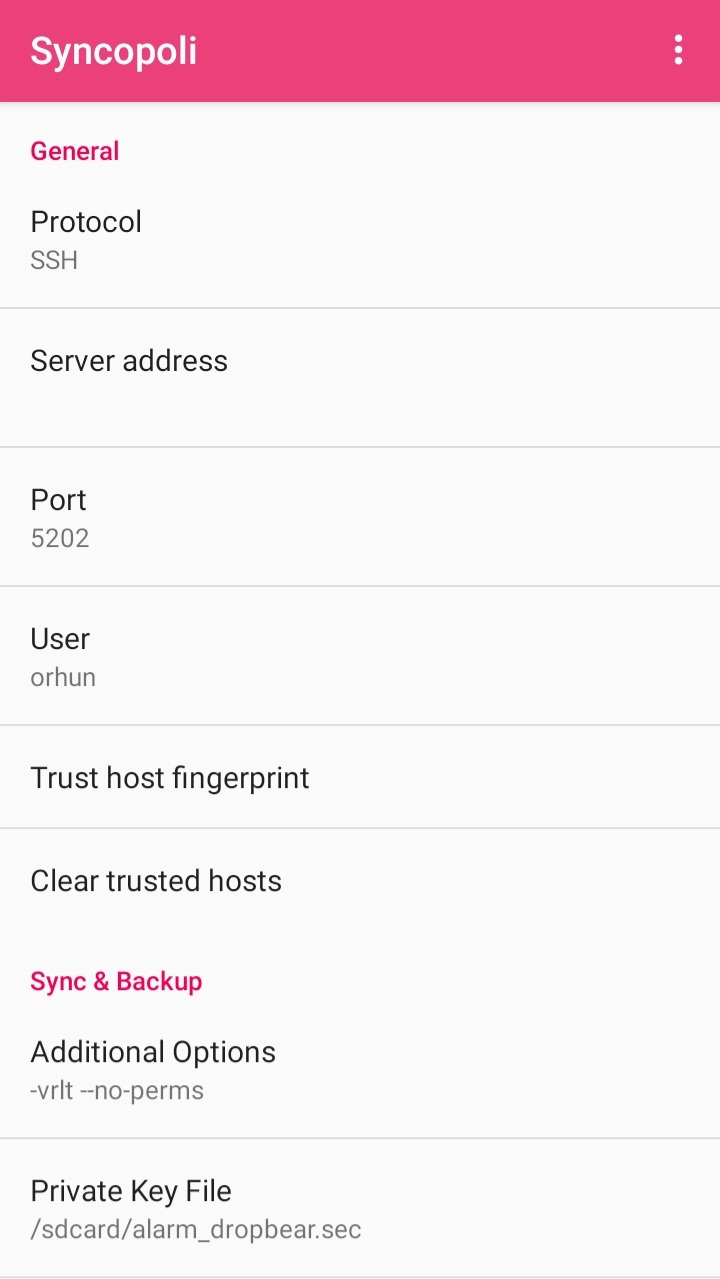 Syncopoli
General
Protocol
SSH
Server address
Port
5202
User
orhun
Trust host fingerprint
Clear trusted hosts
Sync & Backup
Additional Options
-vrlt --no-perms
Private Key File
/sdcard/alarm_dropbear.sec